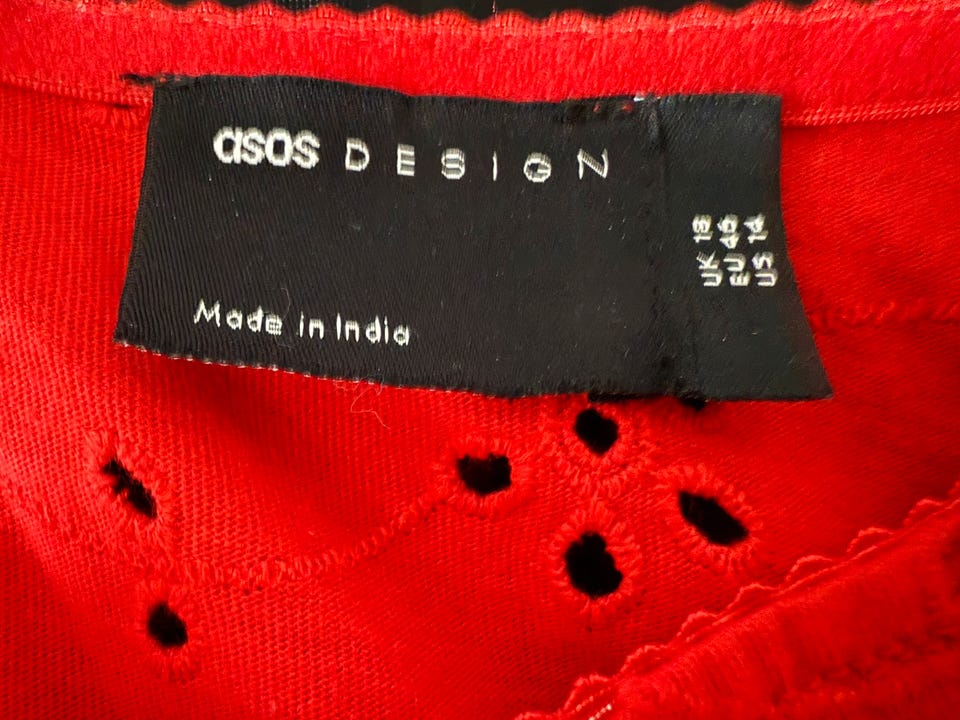 asos DESIGN
Made in India
UK 18
EU 46
US 14